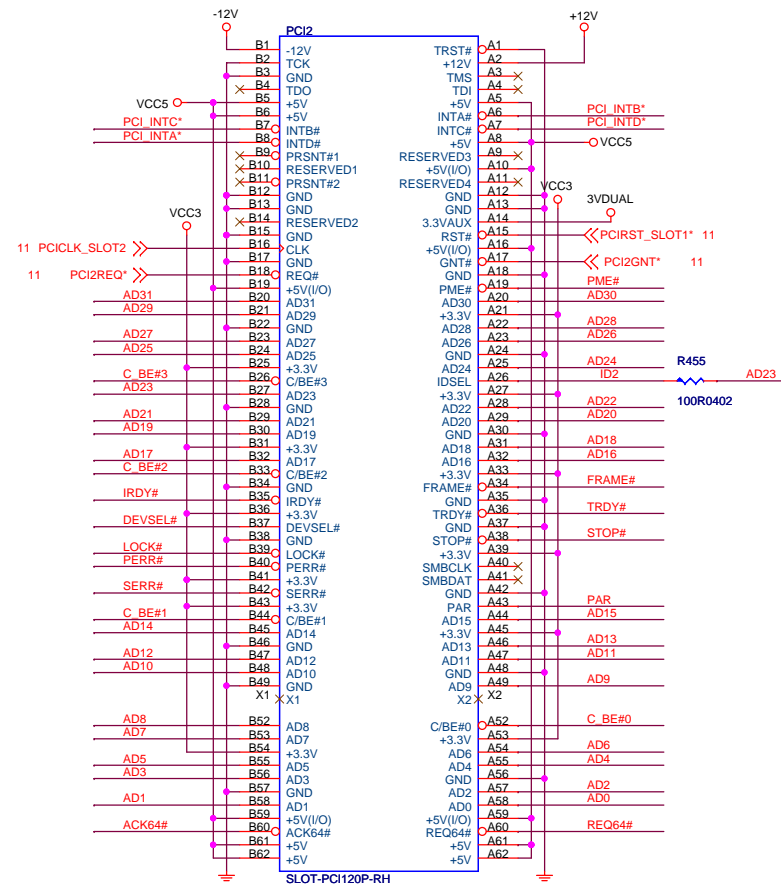 -12V
+12V
PCI2
B1 -12V TRST# A1
B2 TCK +12V A2
B3 GND TMS A3
B4 TDO TDI A4
VCC5 B5 +5V +5V A5
B6 +5V INTA# A6 PCI_INTB*
PCI_INTC* B7 INTB# INTC# A7 PCI_INTD*
PCI_INTA* B8 INTD# +5V A8 VCC5
B9 PRSNT#1 RESERVED3 A9
B10 RESERVED1 +5V(I/O) A10
B11 PRSNT#2 RESERVED4 A11
B12 GND GND A12 VCC3
B13 GND GND A13
VCC3 B14 RESERVED2 3.3VAUX A14 3VDUAL
B15 GND RST# A15 PCIRST_SLOT1* 11
11 PCICLK_SLOT2 B16 CLK +5V(I/O) A16
B17 GND GNT# A17 PCI2GNT* 11
11 PCI2REQ* B18 REQ# GND A18
B19 +5V(I/O) PME# A19 PME#
AD31 B20 AD31 AD30 A20 AD30
AD29 B21 AD29 +3.3V A21
B22 GND AD28 A22 AD28
AD27 B23 AD27 AD26 A23 AD26
AD25 B24 AD25 GND A24
B25 +3.3V AD24 A25 AD24
C_BE#3 B26 C/BE#3 IDSEL A26 ID2 R455 100R0402 AD23
AD23 B27 AD23 +3.3V A27
B28 GND AD22 A28 AD22
AD21 B29 AD21 AD20 A29 AD20
AD19 B30 AD19 GND A30
B31 +3.3V AD18 A31 AD18
AD17 B32 AD17 AD16 A32 AD16
C_BE#2 B33 C/BE#2 +3.3V A33
B34 GND FRAME# A34 FRAME#
IRDY# B35 IRDY# GND A35
B36 +3.3V TRDY# A36 TRDY#
DEVSEL# B37 DEVSEL# GND A37
B38 GND STOP# A38 STOP#
LOCK# B39 LOCK# +3.3V A39
PERR# B40 PERR# SMBCLK A40
B41 +3.3V SMBDAT A41
SERR# B42 SERR# GND A42
B43 +3.3V PAR A43 PAR
C_BE#1 B44 C/BE#1 AD15 A44 AD15
AD14 B45 AD14 +3.3V A45
B46 GND AD13 A46 AD13
AD12 B47 AD12 AD11 A47 AD11
AD10 B48 AD10 GND A48
B49 GND AD9 A49 AD9
X1 X1 X2 X2
AD8 B52 AD8 C/BE#0 A52 C_BE#0
AD7 B53 AD7 +3.3V A53
B54 +3.3V AD6 A54 AD6
AD5 B55 AD5 AD4 A55 AD4
AD3 B56 AD3 GND A56
B57 GND AD2 A57 AD2
AD1 B58 AD1 AD0 A58 AD0
B59 +5V(I/O) +5V(I/O) A59
ACK64# B60 ACK64# REQ64# A60 REQ64#
B61 +5V +5V A61
B62 +5V +5V A62
SLOT-PCI120P-RH